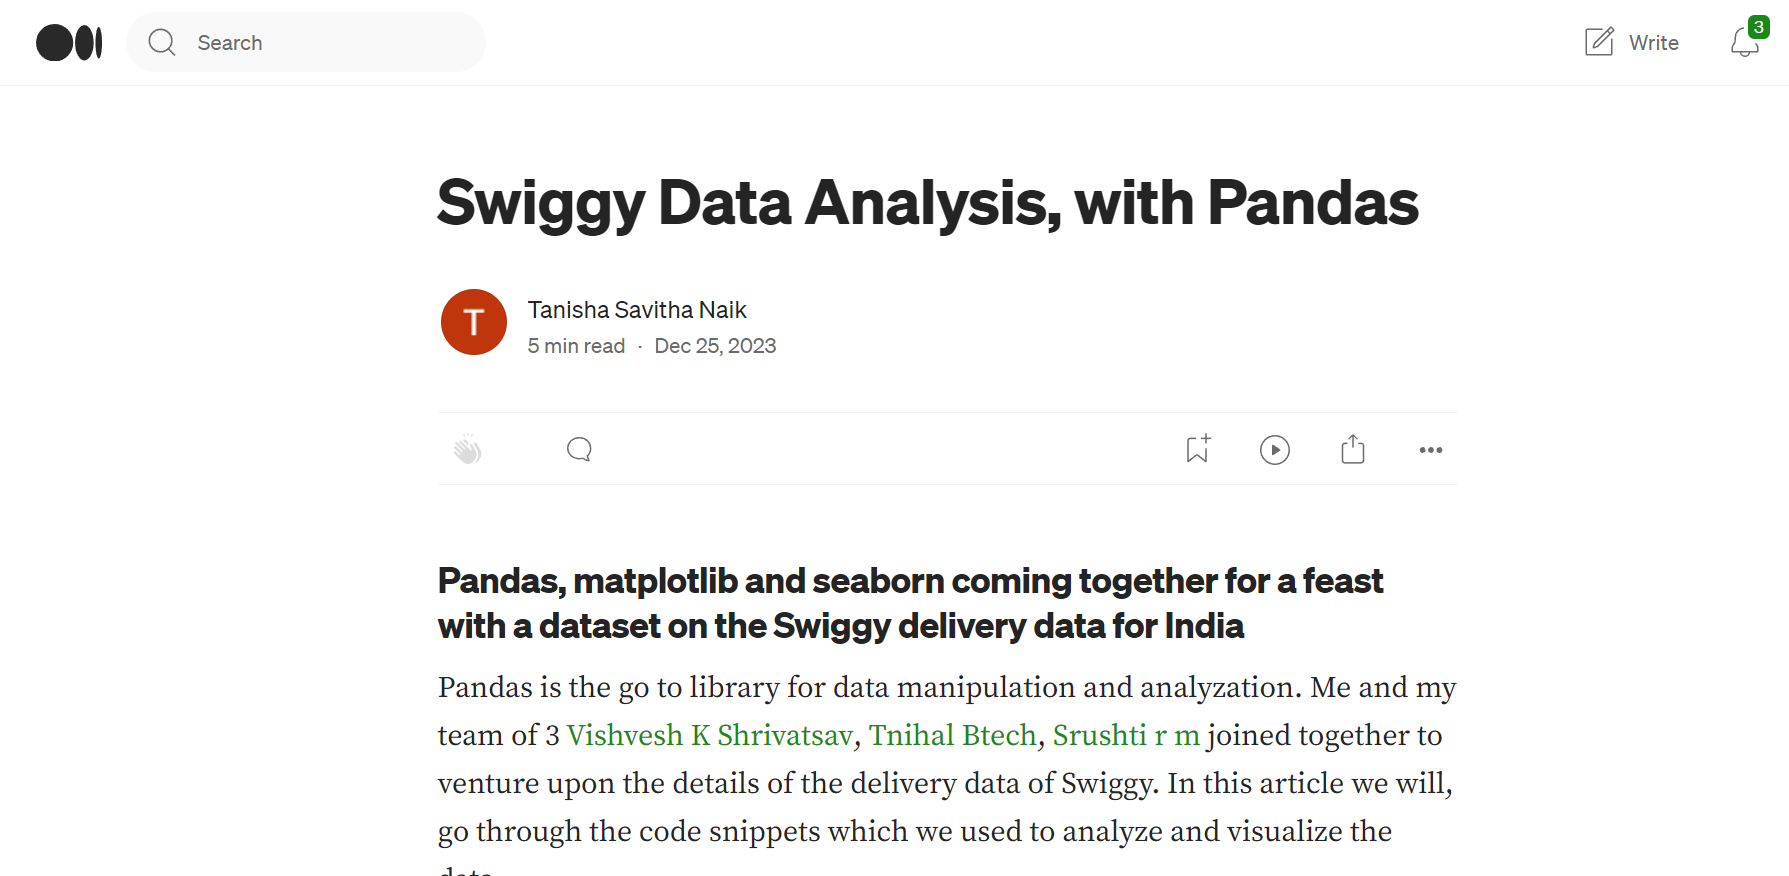 Search
Write
3
Swiggy Data Analysis, with Pandas
T
Tanisha Savitha Naik
5 min read · Dec 25, 2023
Pandas, matplotlib and seaborn coming together for a feast
with a dataset on the Swiggy delivery data for India
Pandas is the go to library for data manipulation and analyzation. Me and my
team of 3 Vishvesh K Shrivatsav, Tnihal Btech, Srushti r m joined together to
venture upon the details of the delivery data of Swiggy. In this article we will,
go through the code snippets which we used to analyze and visualize the